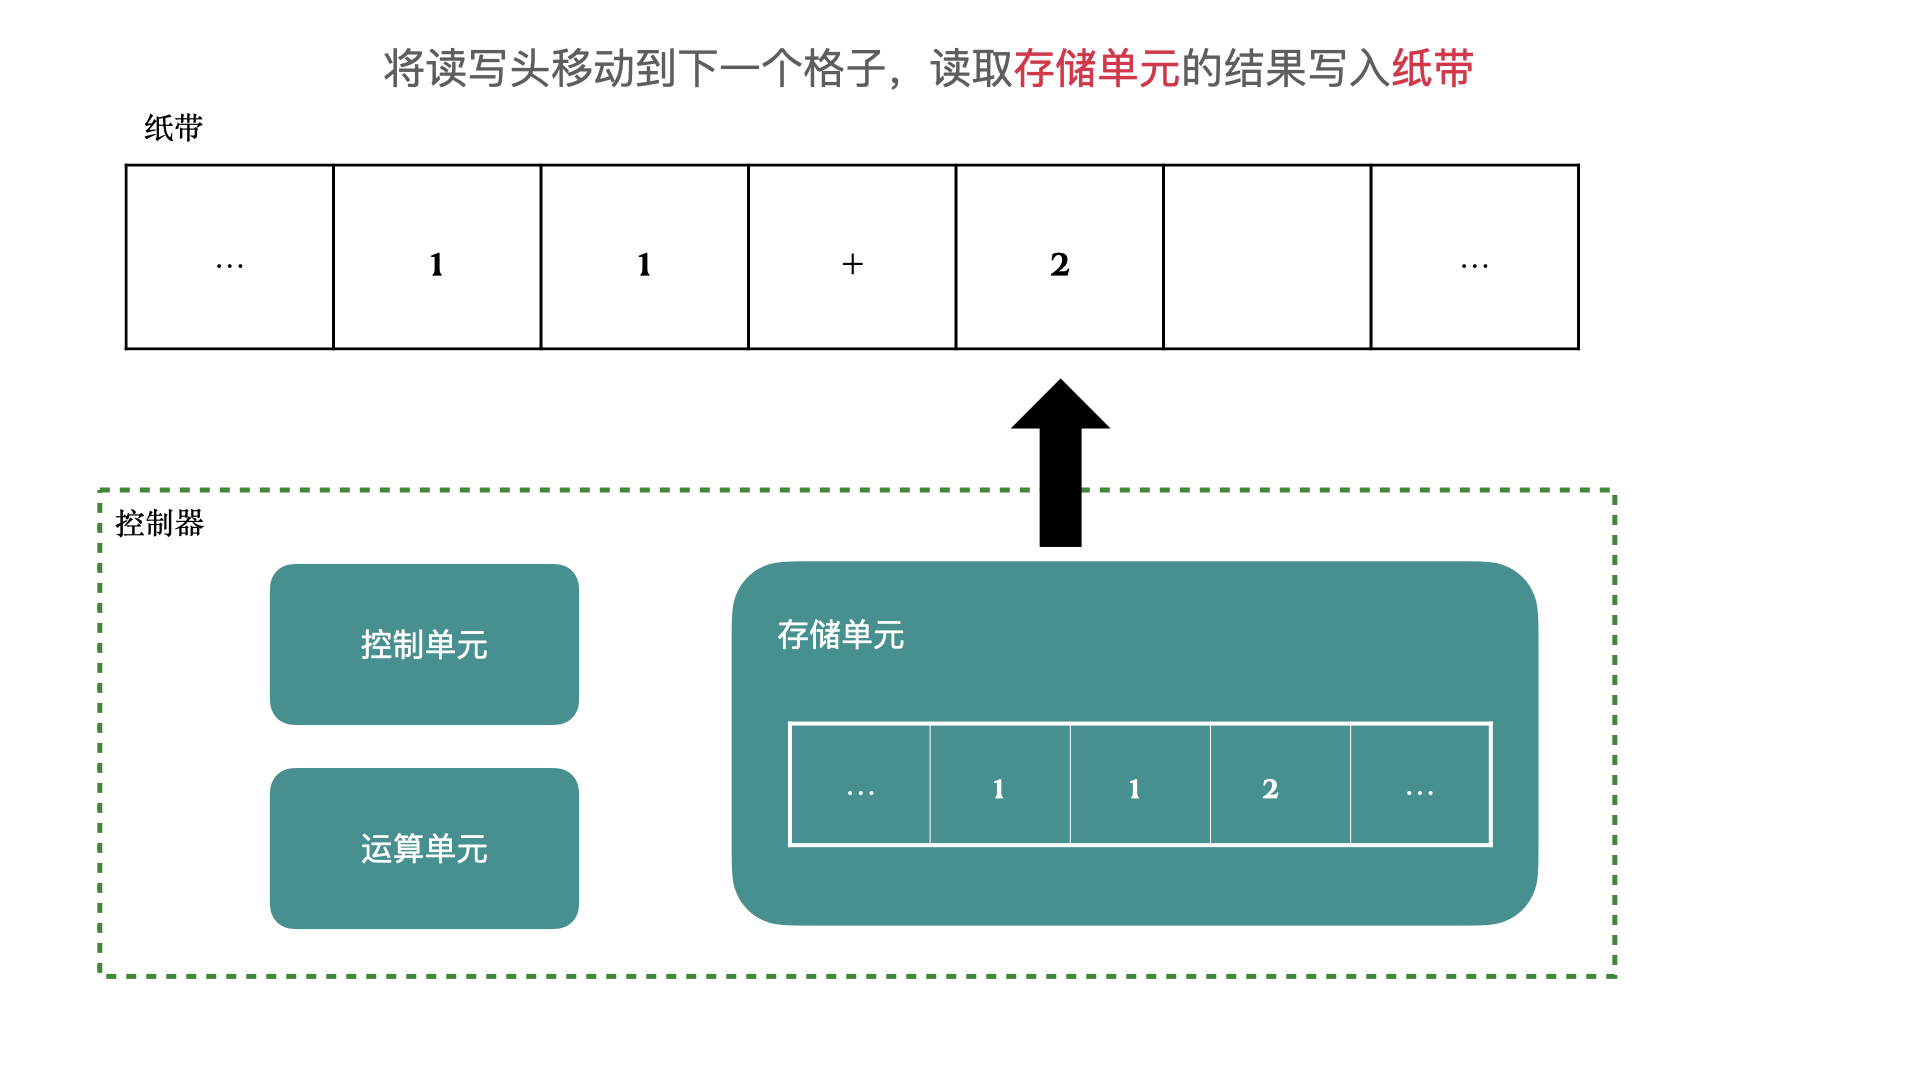 将读写头移动到下一个格子，读取存储单元的结果写入纸带
纸带
… 1 1 + 2 …
控制器
控制单元
存储单元
… 1 1 2 …
运算单元